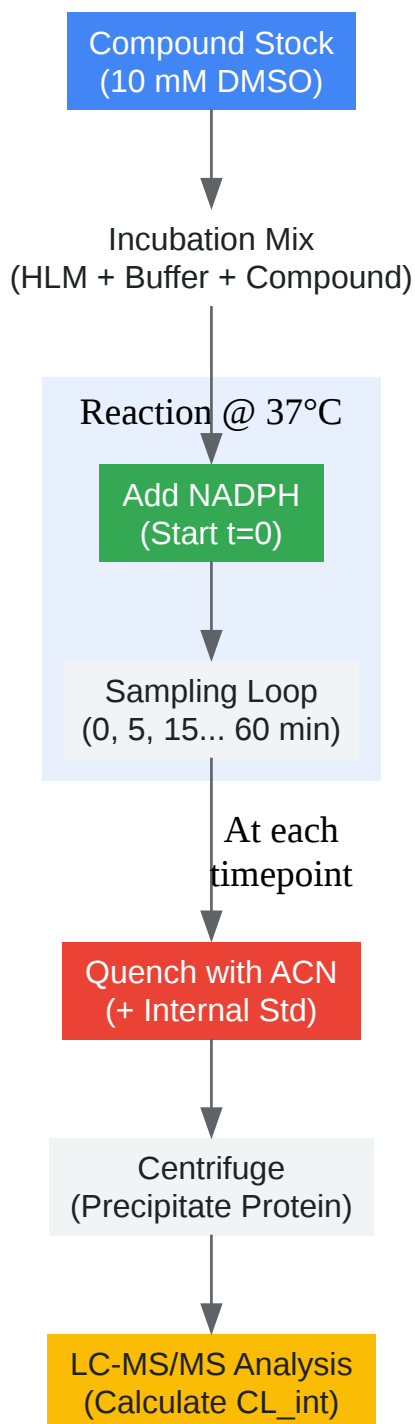 Compound Stock
(10 mM DMSO)
Incubation Mix
(HLM + Buffer + Compound)
Reaction @ 37°C
Add NADPH
(Start t=0)
Sampling Loop
(0, 5, 15... 60 min)
At each
timepoint
Quench with ACN
(+ Internal Std)
Centrifuge
(Precipitate Protein)
LC-MS/MS Analysis
(Calculate CL_int)